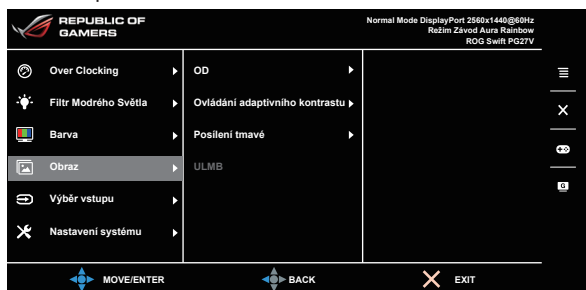 REPUBLIC OF
GAMERS
Normal Mode DisplayPort 2560x1440@60Hz
Režim Závod Aura Rainbow
ROG Swift PG27V
Over Clocking
OD
Filtr Modrého Světla
Ovládání adaptivního kontrastu
Barva
Posílení tmavé
Obraz
ULMB
Výběr vstupu
Nastavení systému
G
MOVE/ENTER
BACK
EXIT